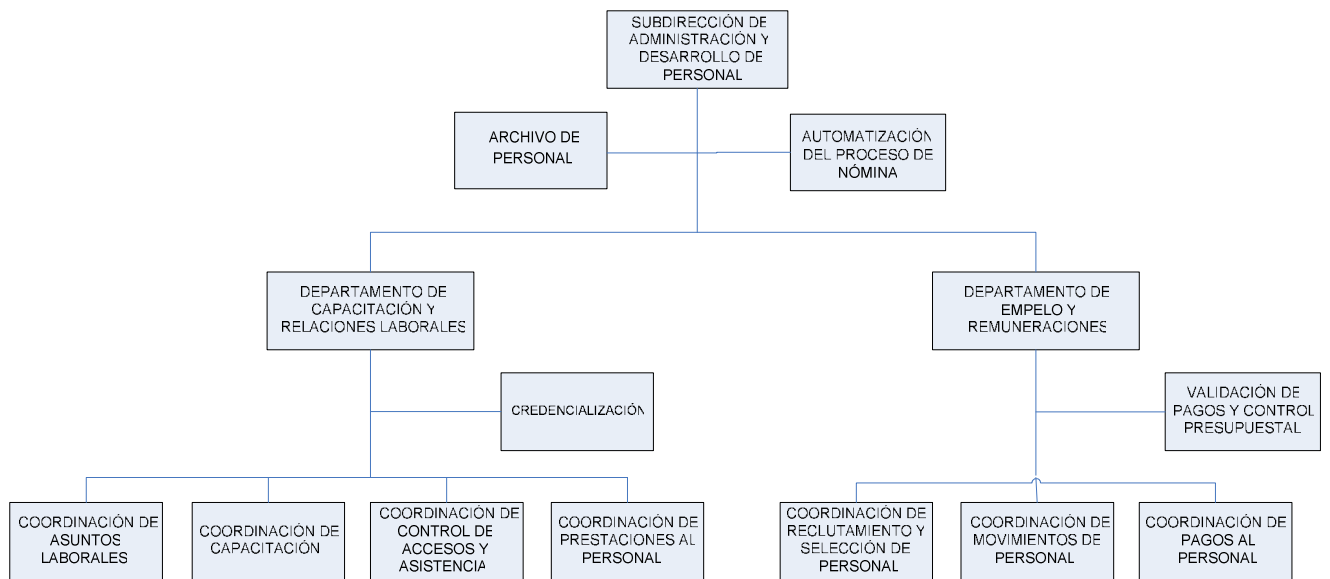 SUBDIRECCIÓN DE
ADMINISTRACIÓN Y
DESARROLLO DE
PERSONAL
ARCHIVO DE
PERSONAL
AUTOMATIZACIÓN
DEL PROCESO DE
NÓMINA
DEPARTAMENTO DE
CAPACITACIÓN Y
RELACIONES LABORALES
DEPARTAMENTO DE
EMPELO Y
REMUNERACIONES
CREDENCIALIZACIÓN
VALIDACIÓN DE
PAGOS Y CONTROL
PRESUPUESTAL
COORDINACIÓN DE
ASUNTOS
LABORALES
COORDINACIÓN DE
CAPACITACIÓN
COORDINACIÓN DE
CONTROL DE
ACCESOS Y
ASISTENCIA
COORDINACIÓN DE
PRESTACIONES AL
PERSONAL
COORDINACIÓN DE
RECLUTAMIENTO Y
SELECCIÓN DE
PERSONAL
COORDINACIÓN DE
MOVIMIENTOS DE
PERSONAL
COORDINACIÓN DE
PAGOS AL
PERSONAL